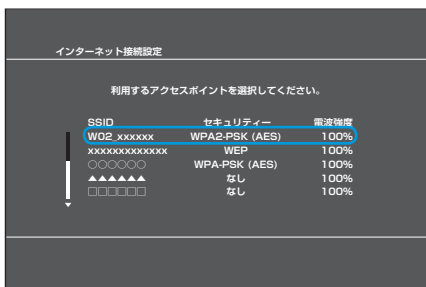 インターネット接続設定
利用するアクセスポイントを選択してください。
SSID セキュリティー 電波強度
W02_xxxxxx WPA2-PSK (AES) 100%
xxxxxxxxxxxxx WEP 100%
○○○○○○ WPA-PSK (AES) 100%
▲▲▲▲▲▲ なし 100%
□□□□□□ なし 100%